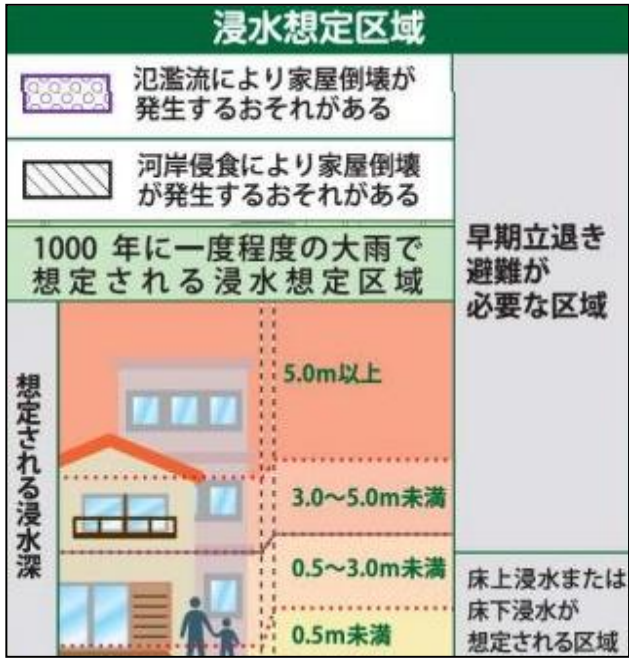 浸水想定区域
氾濫流により家屋倒壊が
発生するおそれがある
河岸侵食により家屋倒壊
が発生するおそれがある
早期立退き
避難が
必要な区域
1000年に一度程度の大雨で
想定される浸水想定区域
想定される浸水深
5.0m以上
3.0〜5.0m未満
0.5〜3.0m未満
0.5m未満
床上浸水または
床下浸水が
想定される区域